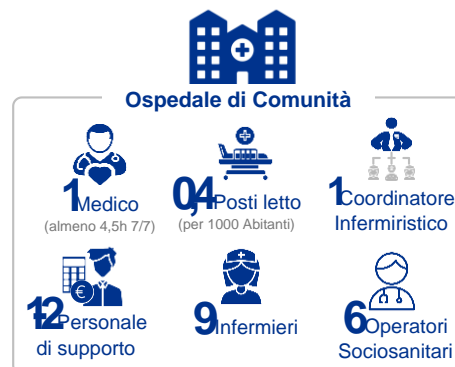 Ospedale di Comunità
1 Medico
(almeno 4,5h 7/7)
0,4 Posti letto
(per 1000 Abitanti)
1 Coordinatore
Infermiristico
1-2 Personale
di supporto
9 Infermieri
6 Operatori
Sociosanitari